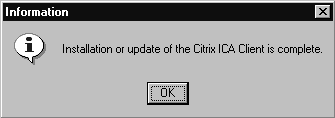 Information
Installation or update of the Citrix ICA Client is complete.
OK